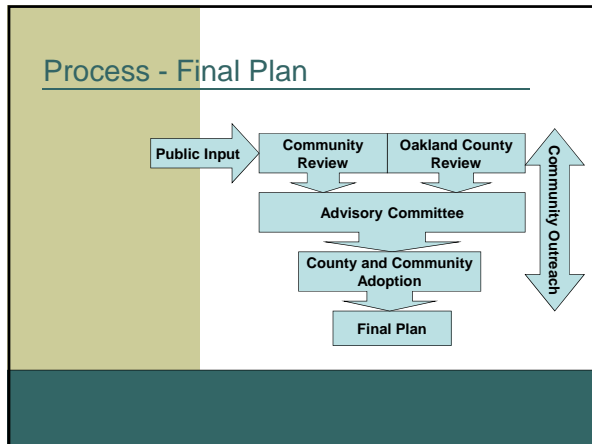 Process - Final Plan
Public Input
Community
Review
Oakland County
Review
Advisory Committee
County and Community
Adoption
Final Plan
Community Outreach